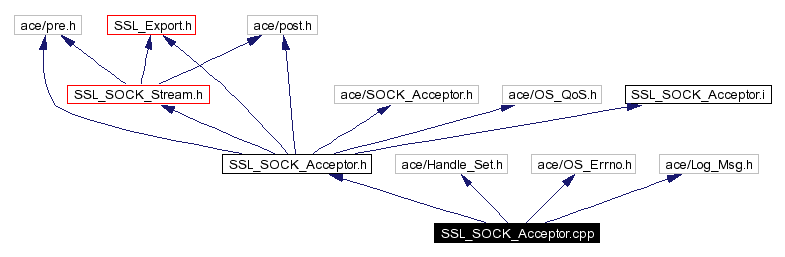 ace/pre.h
SSL_Export.h
ace/post.h
SSL_SOCK_Stream.h
ace/SOCK_Acceptor.h
ace/OS_QoS.h
SSL_SOCK_Acceptor.i
SSL_SOCK_Acceptor.h
ace/Handle_Set.h
ace/OS_Errno.h
ace/Log_Msg.h
SSL_SOCK_Acceptor.cpp